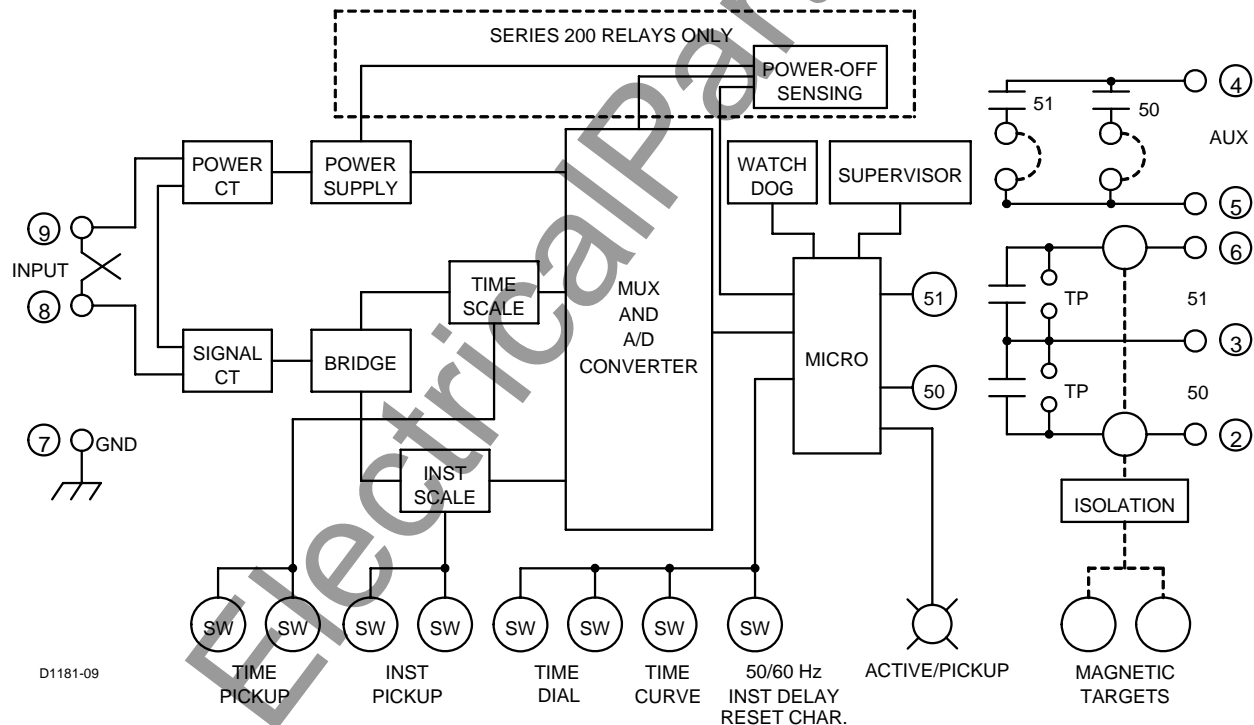 SERIES 200 RELAYS ONLY
POWER-OFF
SENSING
POWER
CT
POWER
SUPPLY
WATCH
DOG
SUPERVISOR
51
50
4
AUX
5
9
INPUT
8
SIGNAL
CT
BRIDGE
TIME
SCALE
MUX
AND
A/D
CONVERTER
MICRO
51
50
6
TP
51
3
TP
50
2
7
GND
INST
SCALE
ISOLATION
SW
SW
SW
SW
SW
SW
SW
SW
TIME
PICKUP
INST
PICKUP
TIME
DIAL
TIME
CURVE
50/60 Hz
INST DELAY
RESET CHAR.
ACTIVE/PICKUP
MAGNETIC
TARGETS
D1181-09